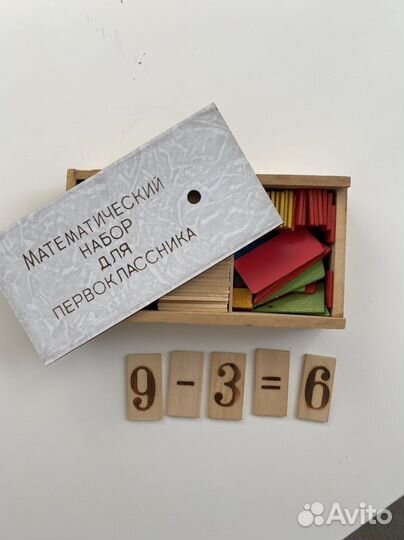 МАТЕМАТИЧЕСКИЙ
НАБОР
ДЛЯ
ПЕРВОКЛАССНИКА
9 - 3 = 6
Avito